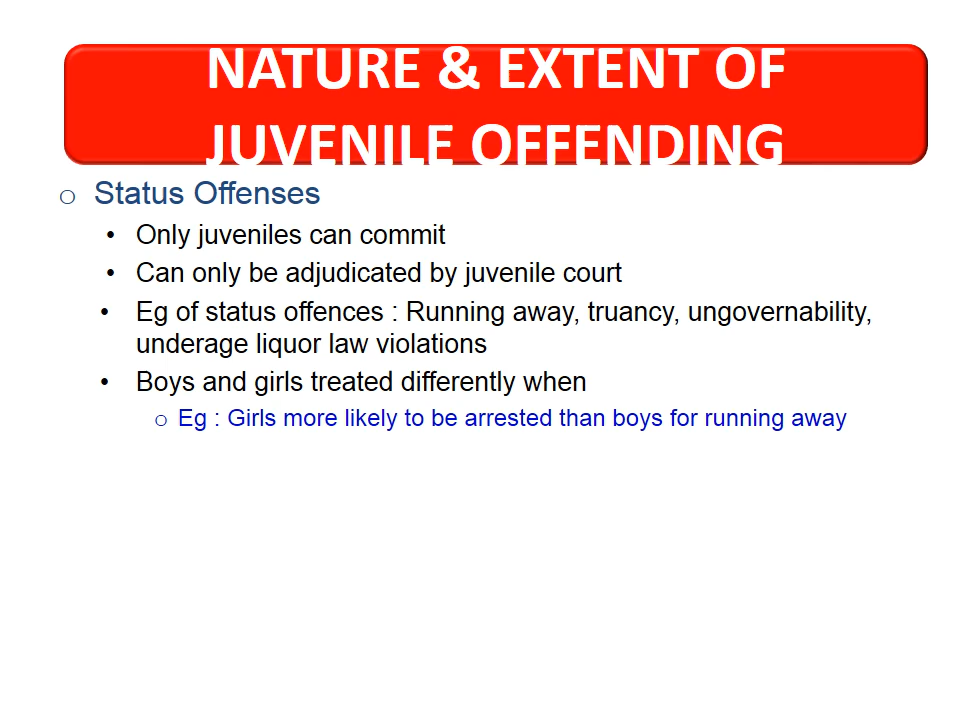 NATURE & EXTENT OF
JUVENILE OFFENDING
o Status Offenses
• Only juveniles can commit
• Can only be adjudicated by juvenile court
• Eg of status offences : Running away, truancy, ungovernability,
underage liquor law violations
• Boys and girls treated differently when
o Eg : Girls more likely to be arrested than boys for running away